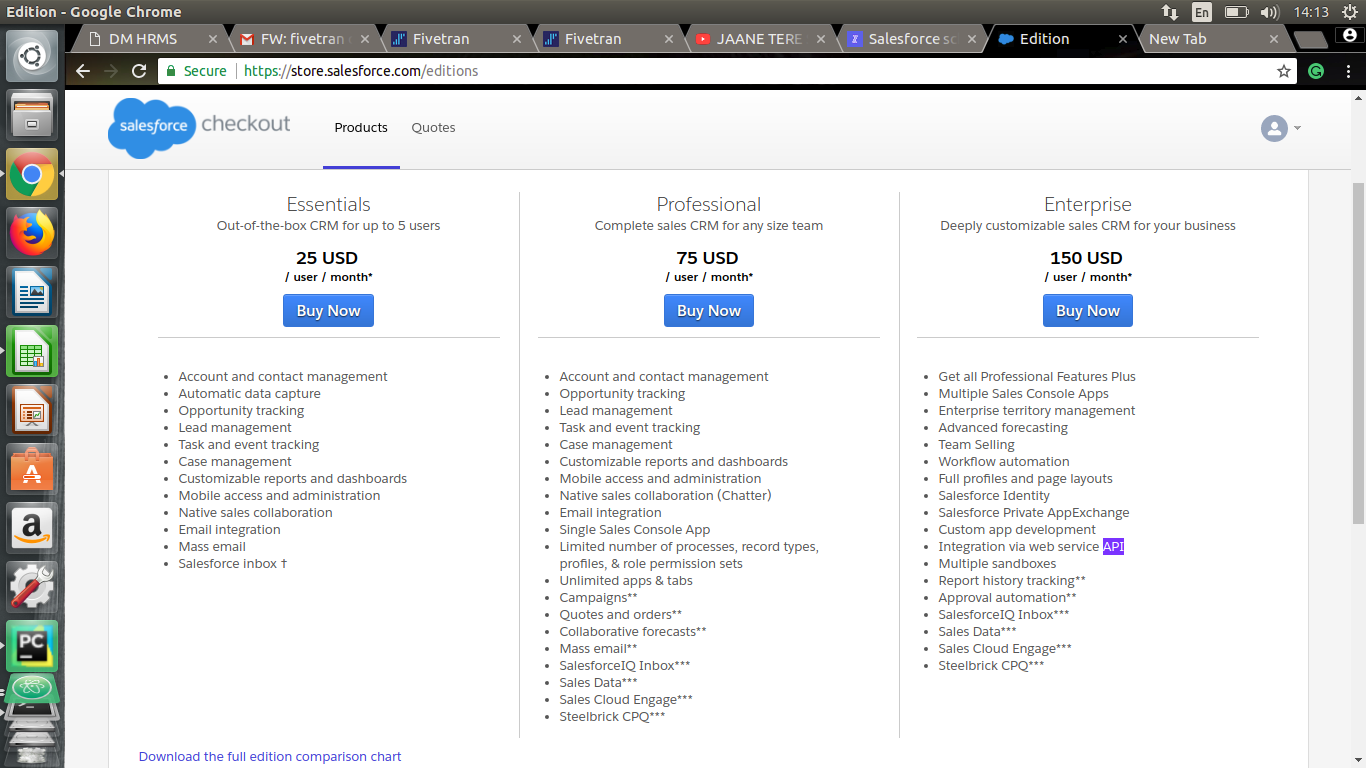 Edition - Google Chrome
En
14:13
DM HRMS
FW: fivetran
Fivetran
Fivetran
JAANE TERE
Salesforce
Edition
New Tab
Secure
https://store.salesforce.com/editions
salesforce checkout
Products
Quotes
Essentials
Out-of-the-box CRM for up to 5 users
25 USD
/ user / month*
Buy Now
Account and contact management
Automatic data capture
Opportunity tracking
Lead management
Task and event tracking
Case management
Customizable reports and dashboards
Mobile access and administration
Native sales collaboration
Email integration
Mass email
Salesforce inbox †
Professional
Complete sales CRM for any size team
75 USD
/ user / month*
Buy Now
Account and contact management
Opportunity tracking
Lead management
Task and event tracking
Case management
Customizable reports and dashboards
Mobile access and administration
Native sales collaboration (Chatter)
Email integration
Single Sales Console App
Limited number of processes, record types,
profiles, & role permission sets
Unlimited apps & tabs
Campaigns**
Quotes and orders**
Collaborative forecasts**
Mass email**
SalesforceIQ Inbox***
Sales Data***
Sales Cloud Engage***
Steelbrick CPQ***
Enterprise
Deeply customizable sales CRM for your business
150 USD
/ user / month*
Buy Now
Get all Professional Features Plus
Multiple Sales Console Apps
Enterprise territory management
Advanced forecasting
Team Selling
Workflow automation
Full profiles and page layouts
Salesforce Identity
Salesforce Private AppExchange
Custom app development
Integration via web service API
Multiple sandboxes
Report history tracking**
Approval automation**
SalesforceIQ Inbox***
Sales Data***
Sales Cloud Engage***
Steelbrick CPQ***
Download the full edition comparison chart
PC